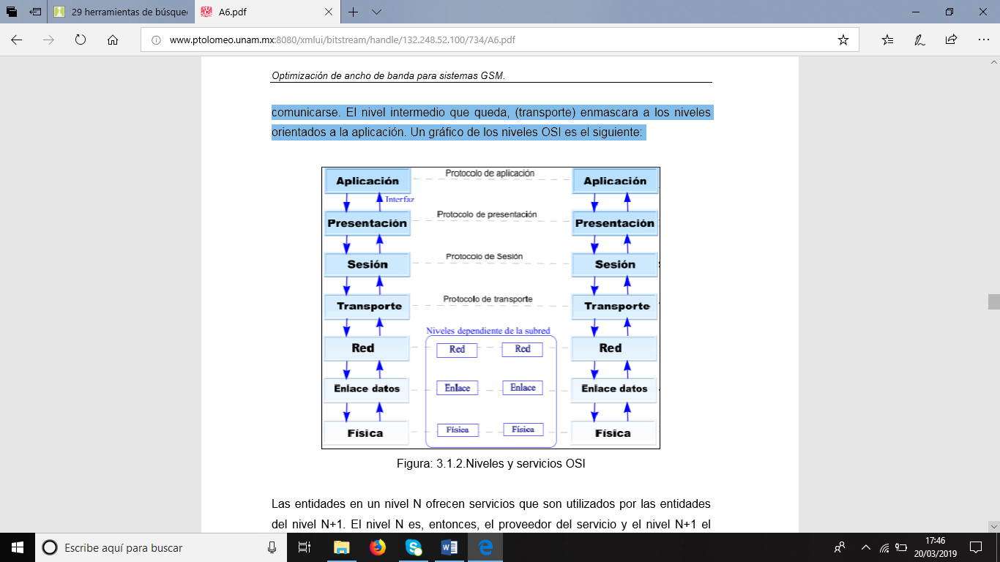 29 herramientas de búsque
A6.pdf
www.ptolomeo.unam.mx:8080/xmlui/bitstream/handle/132.248.52.100/734/A6.pdf
Optimización de ancho de banda para sistemas GSM.
comunicarse. El nivel intermedio que queda, (transporte) enmascara a los niveles
orientados a la aplicación. Un gráfico de los niveles OSI es el siguiente:
Aplicación Protocolo de aplicación Aplicación
Interfaz
Presentación Protocolo de presentación Presentación
Sesión Protocolo de Sesión Sesión
Transporte Protocolo de transporte Transporte
Niveles dependiente de la subred
Red Red Red Red
Enlace datos Enlace Enlace Enlace datos
Física Física Física Física
Figura: 3.1.2.Niveles y servicios OSI
Las entidades en un nivel N ofrecen servicios que son utilizados por las entidades
del nivel N+1. El nivel N es, entonces, el proveedor del servicio y el nivel N+1 el
Escribe aquí para buscar
17:46
20/03/2019